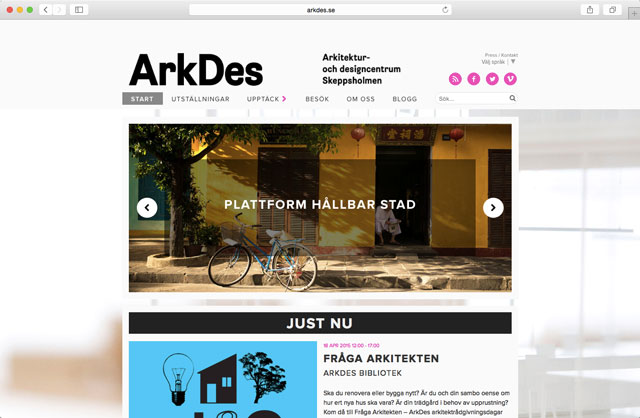 arkdes.se
ArkDes
Arkitektur-
och designcentrum
Skeppsholmen
Press / Kontakt
Välj språk
START UTSTÄLLNINGAR UPPTÄCK BESÖK OM OSS BLOGG Sök...
PLATTFORM HÅLLBAR STAD
JUST NU
18 APR 2015 12:00 - 17:00
FRÅGA ARKITEKTEN
ARKDES BIBLIOTEK
Ska du renovera eller bygga nytt? Är du och din sambo oense om
hur ert nya hus ska vara? Är din trädgård i behov av upprustning?
Kom då till Fråga Arkitekten – ArkDes arkitektrådgivningsdagar